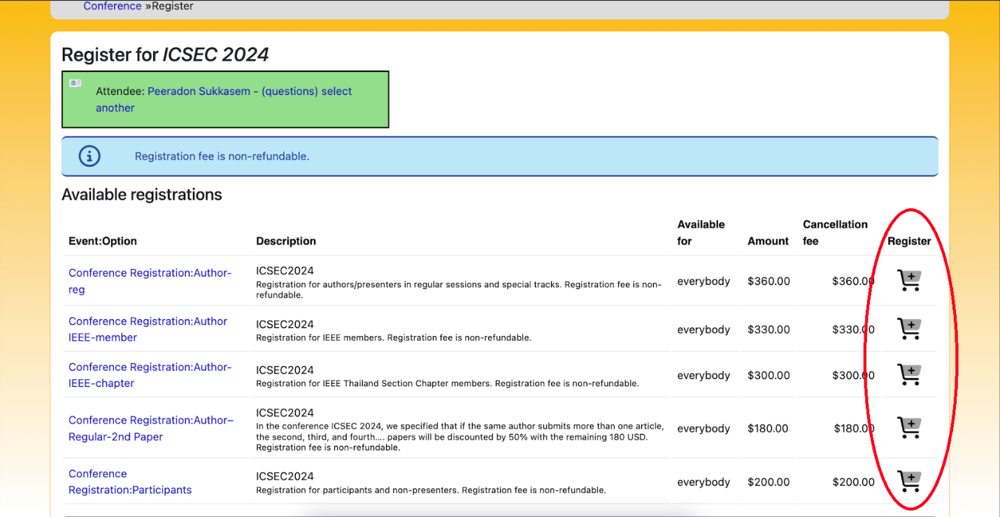 Conference »Register
Register for ICSEC 2024
Attendee: Peeradon Sukkasem - (questions) select
another
Registration fee is non-refundable.
Available registrations
Event:Option Description Available for Amount Cancellation fee Register
Conference Registration:Author-
reg
ICSEC2024
Registration for authors/presenters in regular sessions and special tracks. Registration fee is non-
refundable.
everybody $360.00 $360.00
Conference Registration:Author
IEEE-member
ICSEC2024
Registration for IEEE members. Registration fee is non-refundable.
everybody $330.00 $330.00
Conference Registration:Author-
IEEE-chapter
ICSEC2024
Registration for IEEE Thailand Section Chapter members. Registration fee is non-refundable.
everybody $300.00 $300.00
Conference Registration:Author–
Regular-2nd Paper
ICSEC2024
In the conference ICSEC 2024, we specified that if the same author submits more than one article,
the second, third, and fourth.... papers will be discounted by 50% with the remaining 180 USD.
Registration fee is non-refundable.
everybody $180.00 $180.00
Conference
Registration:Participants
ICSEC2024
Registration for participants and non-presenters. Registration fee is non-refundable.
everybody $200.00 $200.00